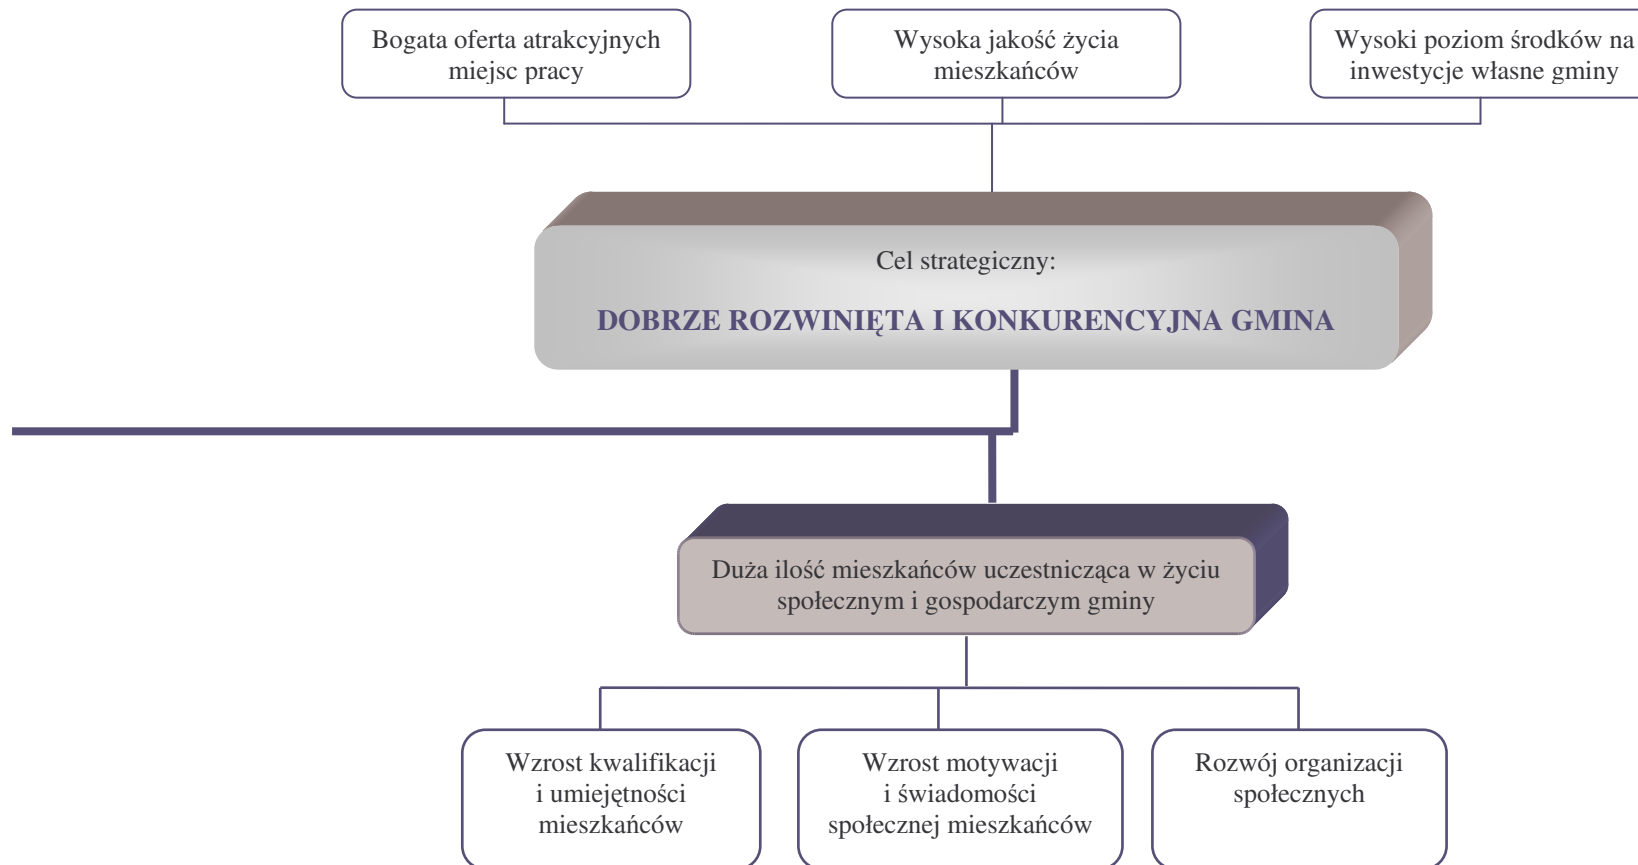 Bogata oferta atrakcyjnych
miejsc pracy
Wysoka jakość życia
mieszkańców
Wysoki poziom środków na
inwestycje własne gminy
Cel strategiczny:
DOBRZE ROZWINIĘTA I KONKURENCYJNA GMINA
Duża ilość mieszkańców uczestnicząca w życiu
społecznym i gospodarczym gminy
Wzrost kwalifikacji
i umiejętności
mieszkańców
Wzrost motywacji
i świadomości
społecznej mieszkańców
Rozwój organizacji
społecznych